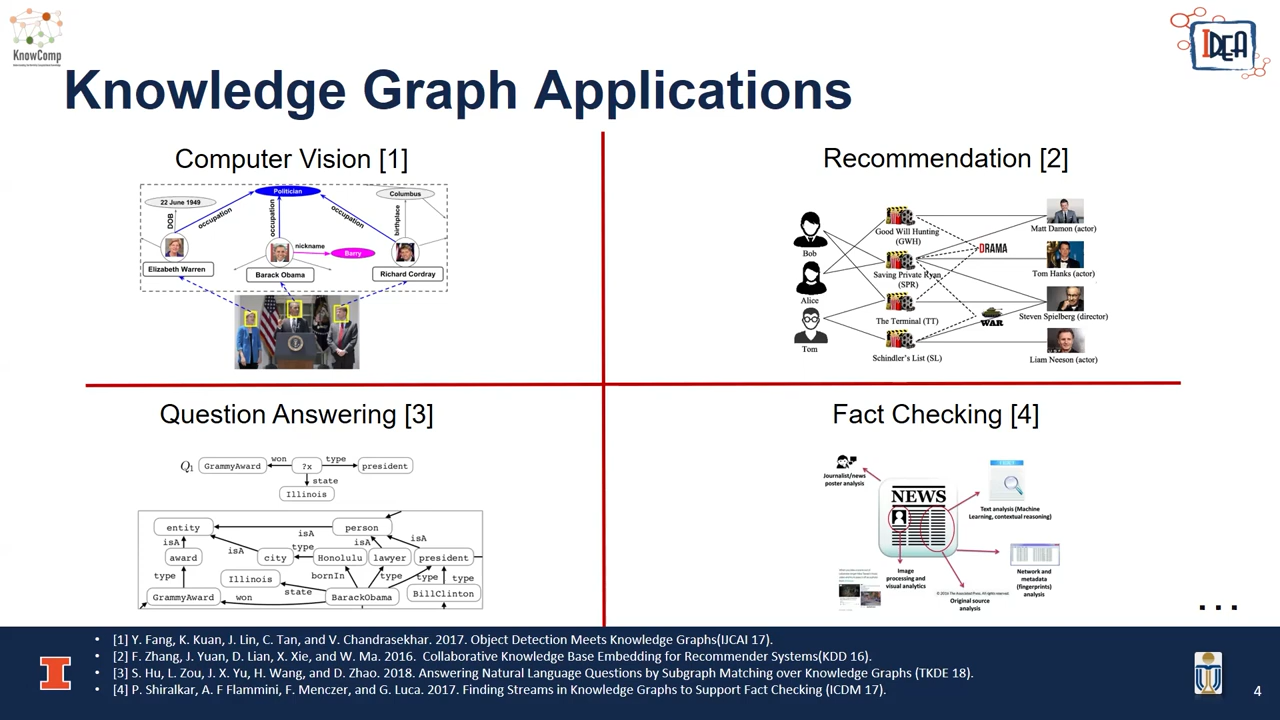 KnowComp
IDEA
Knowledge Graph Applications
Computer Vision [1]
Politician
22 June 1949
Columbus
DOB
occupation
occupation
occupation
birthplace
nickname
Barry
Elizabeth Warren
Barack Obama
Richard Cordray
Recommendation [2]
Bob
Alice
Tom
Good Will Hunting
(GWH)
Saving Private Ryan
(SPR)
The Terminal (TT)
Schindler's List (SL)
DRAMA
WAR
Matt Damon (actor)
Tom Hanks (actor)
Steven Spielberg (director)
Liam Neeson (actor)
Question Answering [3]
Q1
GrammyAward
won
?x
type
president
state
Illinois
entity
isA
person
isA
isA
isA
isA
award
city
type
Honolulu
lawyer
president
type
Illinois
bornIn
type
type
type
state
GrammyAward
won
BarackObama
BillClinton
Fact Checking [4]
Journalist/news
poster analysis
NEWS
Text analysis (Machine
Learning, contextual reasoning)
Image
processing and
visual analytics
Network and
metadata
(fingerprints)
analysis
© 2016 The Associated Press. All rights reserved.
Original source
analysis
...
• [1] Y. Fang, K. Kuan, J. Lin, C. Tan, and V. Chandrasekhar. 2017. Object Detection Meets Knowledge Graphs(IJCAI 17).
• [2] F. Zhang, J. Yuan, D. Lian, X. Xie, and W. Ma. 2016. Collaborative Knowledge Base Embedding for Recommender Systems(KDD 16).
• [3] S. Hu, L. Zou, J. X. Yu, H. Wang, and D. Zhao. 2018. Answering Natural Language Questions by Subgraph Matching over Knowledge Graphs (TKDE 18).
• [4] P. Shiralkar, A. F Flammini, F. Menczer, and G. Luca. 2017. Finding Streams in Knowledge Graphs to Support Fact Checking (ICDM 17).
4